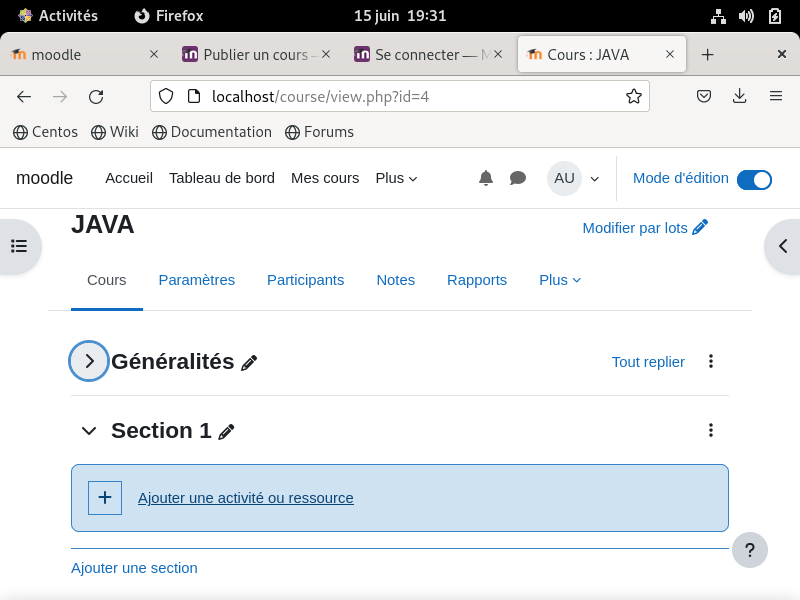 Activités Firefox 15 juin 19:31
moodle Publier un cours Se connecter — M Cours : JAVA
localhost/course/view.php?id=4
Centos Wiki Documentation Forums
moodle Accueil Tableau de bord Mes cours Plus AU Mode d'édition
JAVA Modifier par lots
Cours Paramètres Participants Notes Rapports Plus
Généralités Tout replier
Section 1
Ajouter une activité ou ressource
?
Ajouter une section